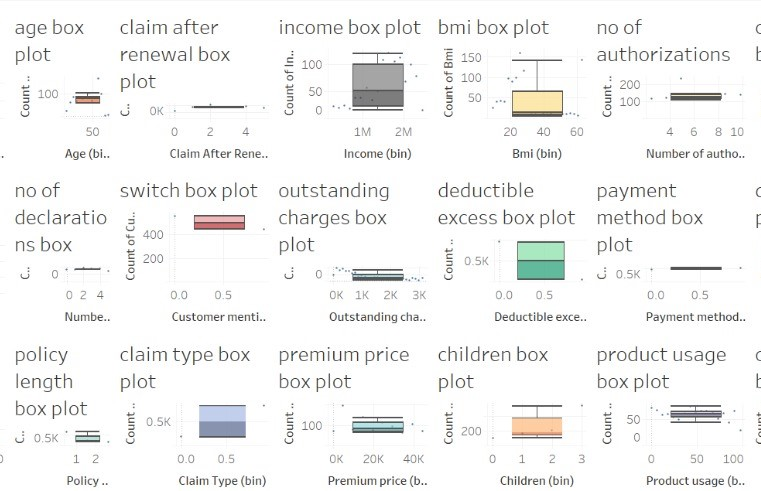 age box
plot
Count ..
100
50
Age (bi..
claim after
renewal box
plot
C..
0K
0
2
4
Claim After Rene..
income box plot
Count of In..
100
50
0
1M
2M
Income (bin)
bmi box plot
Count of Bmi
150
100
50
20
40
60
Bmi (bin)
no of
authorizations
Count ..
200
100
4
6
8
10
Number of autho..
no of
declaratio
ns box
C..
0
0
2
4
Numbe..
switch box plot
Count of Cu..
400
200
0.0
0.5
Customer menti..
outstanding
charges box
plot
C..
0
0K
1K
2K
3K
Outstanding cha..
deductible
excess box plot
Count ..
0.5K
0.0
0.5
Deductible exce..
payment
method box
plot
C..
0.5K
0.0
0.5
Payment method..
policy
length
box plot
C..
0.5K
1
2
Policy ..
claim type box
plot
Count ..
0.5K
0.0
0.5
Claim Type (bin)
premium price
box plot
Count ..
100
0K
20K
40K
Premium price (b..
children box
plot
Count ..
200
0
1
2
3
Children (bin)
product usage
box plot
Count ..
50
0
0
50
100
Product usage (b..